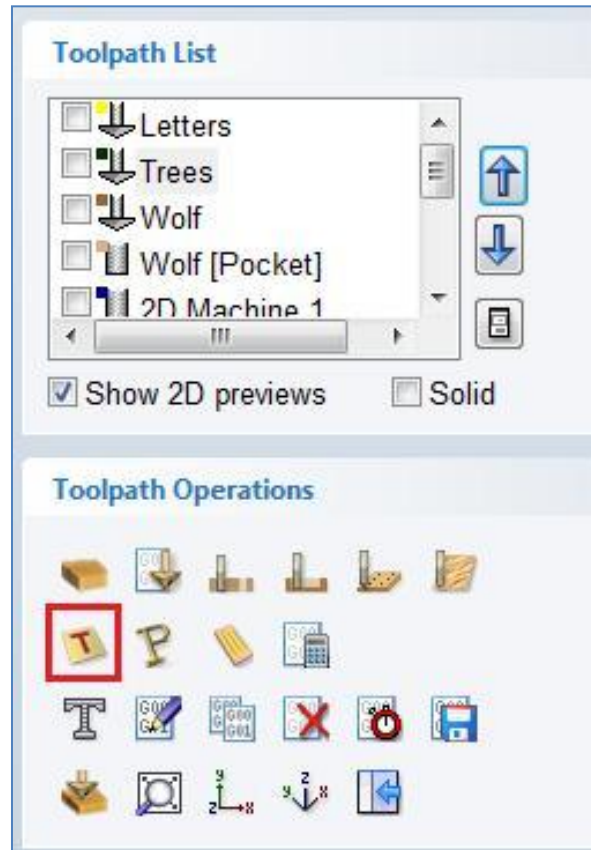 Toolpath List
Letters
Trees
Wolf
Wolf [Pocket]
2D Machine 1
Show 2D previews
Solid
Toolpath Operations
T
y
z x
z
y x